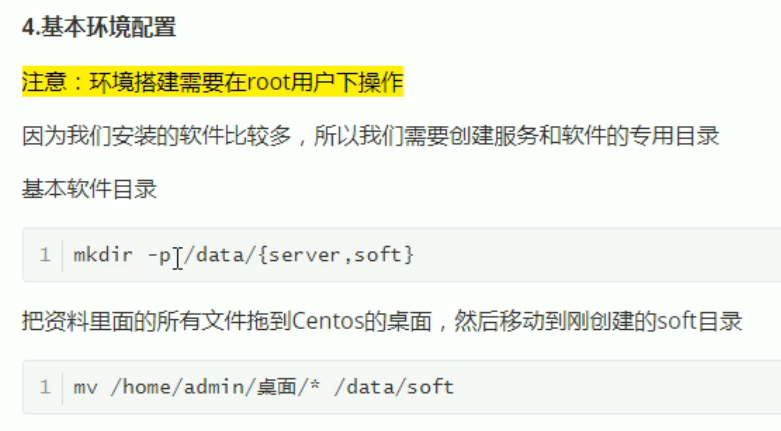 4.基本环境配置
注意：环境搭建需要在root用户下操作
因为我们安装的软件比较多，所以我们需要创建服务和软件的专用目录
基本软件目录
1 mkdir -p /data/{server,soft}
把资料里面的所有文件拖到Centos的桌面，然后移动到刚创建的soft目录
1 mv /home/admin/桌面/* /data/soft